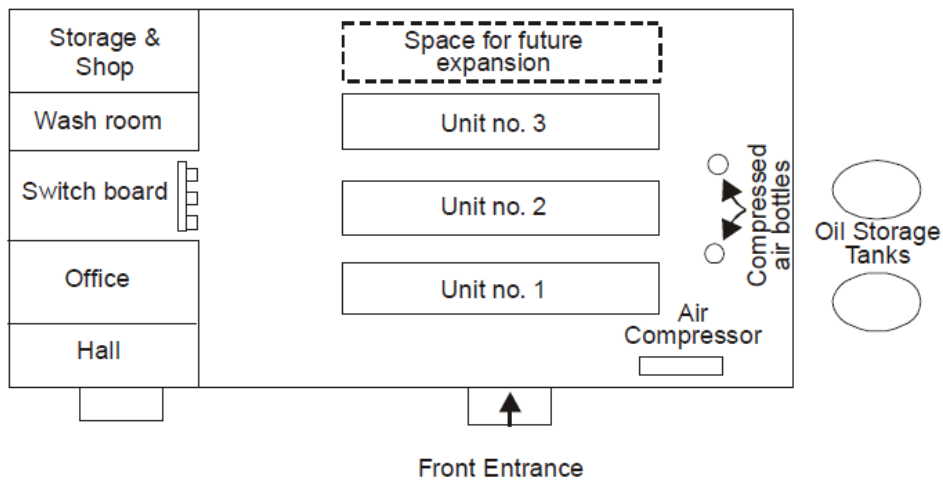 Storage &
Shop
Space for future
expansion
Wash room
Unit no. 3
Switch board
Unit no. 2
Compressed
air bottles
Oil Storage
Tanks
Office
Unit no. 1
Air
Compressor
Hall
Front Entrance